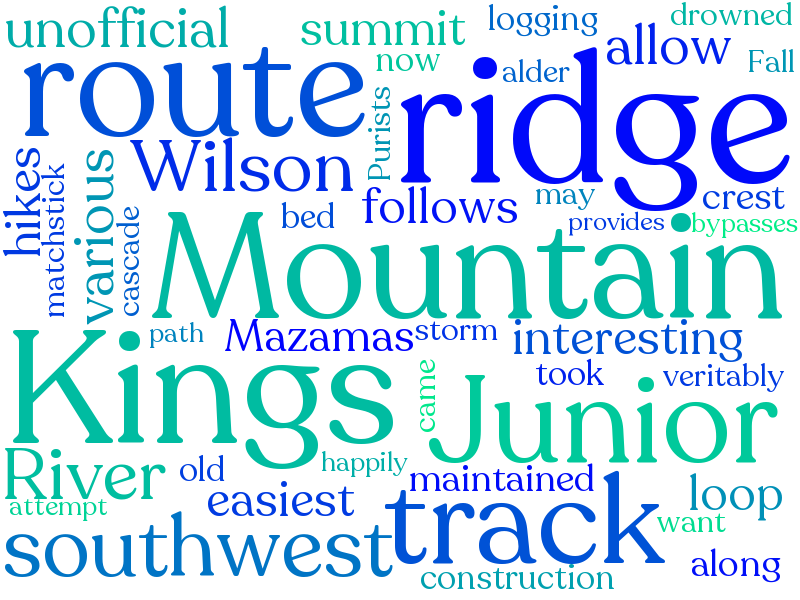 unofficial
summit
logging
drowned
route
now
alder
allow
Fall
ridge
Purists
hikes
matchstick
various
cascade
Wilson
bed
follows
may
crest
provides
bypasses
Mountain
path
Mazamas
storm
interesting
Kings
came
took
veritably
Junior
River
old
happily
maintained
loop
attempt
easiest
track
want
southwest
construction
along